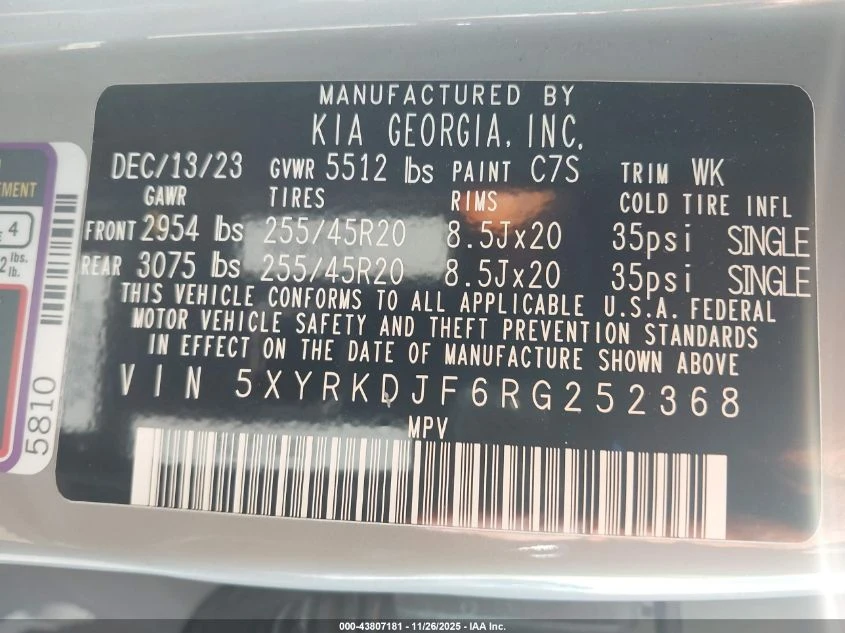 MANUFACTURED BY
KIA GEORGIA, INC.
DEC/13/23 GVWR 5512 lbs PAINT C7S TRIM WK
GAWR TIRES RIMS COLD TIRE INFL
FRONT 2954 lbs 255/45R20 8.5Jx20 35psi SINGLE
REAR 3075 lbs 255/45R20 8.5Jx20 35psi SINGLE
THIS VEHICLE CONFORMS TO ALL APPLICABLE U.S.A. FEDERAL
MOTOR VEHICLE SAFETY AND THEFT PREVENTION STANDARDS
IN EFFECT ON THE DATE OF MANUFACTURE SHOWN ABOVE
VIN 5XYRKDJF6RG252368
MPV
4
lbs.
lb.
5810
000-43807181 - 11/26/2025 - IAA Inc.